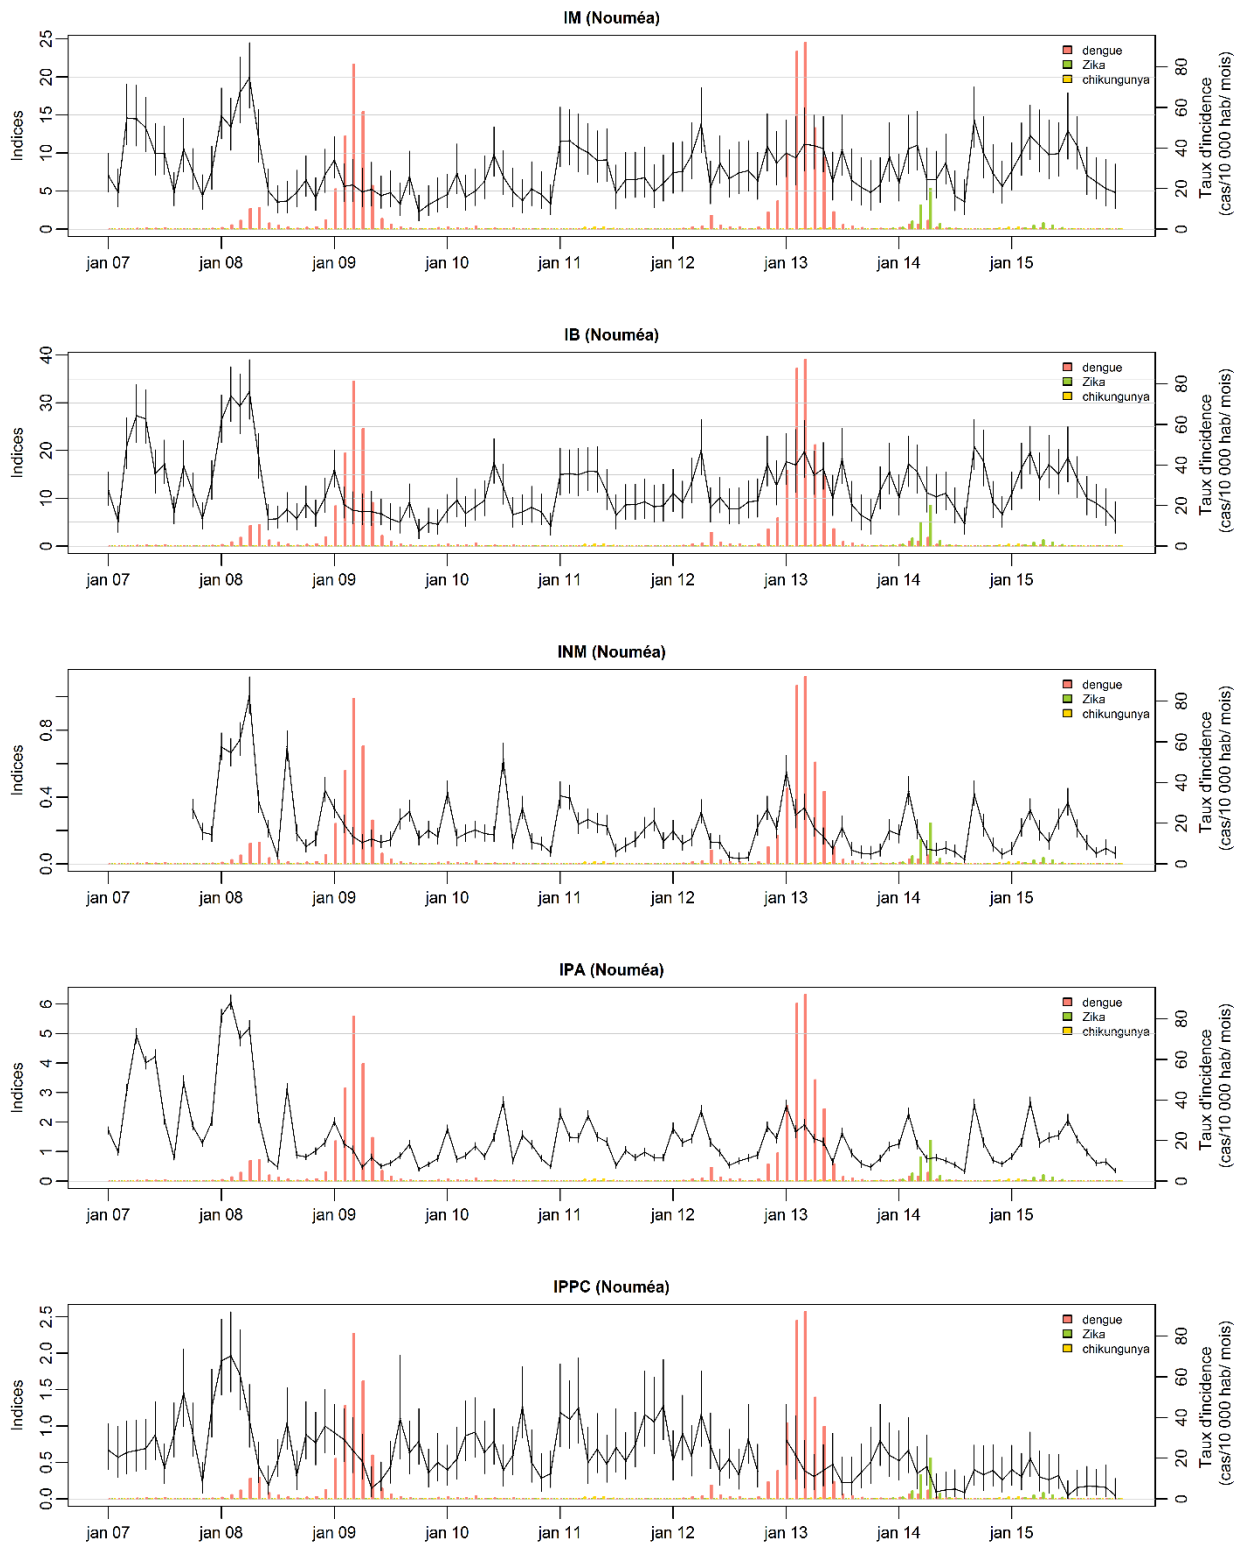 IM (Nouméa)
Indices
0 5 10 15 20 25
dengue
Zika
chikungunya
0 20 40 60 80
Taux d'incidence
(cas/10 000 hab/ mois)
jan 07 jan 08 jan 09 jan 10 jan 11 jan 12 jan 13 jan 14 jan 15
IB (Nouméa)
Indices
0 10 20 30 40
dengue
Zika
chikungunya
0 20 40 60 80
Taux d'incidence
(cas/10 000 hab/ mois)
jan 07 jan 08 jan 09 jan 10 jan 11 jan 12 jan 13 jan 14 jan 15
INM (Nouméa)
Indices
0.0 0.4 0.8
dengue
Zika
chikungunya
0 20 40 60 80
Taux d'incidence
(cas/10 000 hab/ mois)
jan 07 jan 08 jan 09 jan 10 jan 11 jan 12 jan 13 jan 14 jan 15
IPA (Nouméa)
Indices
0 1 2 3 4 5 6
dengue
Zika
chikungunya
0 20 40 60 80
Taux d'incidence
(cas/10 000 hab/ mois)
jan 07 jan 08 jan 09 jan 10 jan 11 jan 12 jan 13 jan 14 jan 15
IPPC (Nouméa)
Indices
0.0 0.5 1.0 1.5 2.0 2.5
dengue
Zika
chikungunya
0 20 40 60 80
Taux d'incidence
(cas/10 000 hab/ mois)
jan 07 jan 08 jan 09 jan 10 jan 11 jan 12 jan 13 jan 14 jan 15